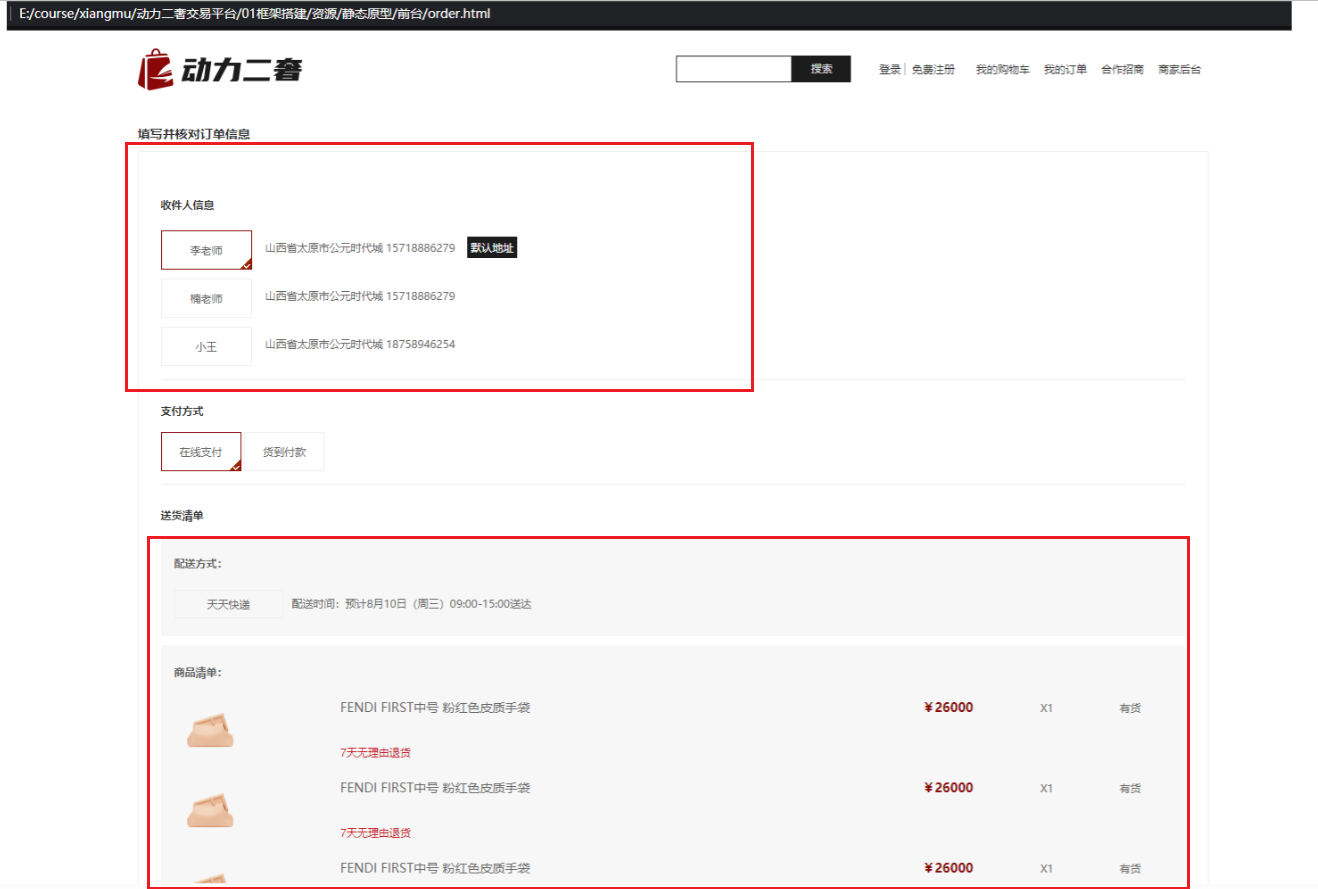 E:/course/xiangmu/动力二奢交易平台/01框架搭建/资源/静态原型/前台/order.html
动力二奢
搜索
登录 免费注册 我的购物车 我的订单 合作招商 商家后台
填写并核对订单信息
收件人信息
李老师 山西省太原市公元时代城 15718886279 默认地址
楠老师 山西省太原市公元时代城 15718886279
小王 山西省太原市公元时代城 18758946254
支付方式
在线支付 货到付款
送货清单
配送方式：
天天快递 配送时间：预计8月10日（周三）09:00-15:00送达
商品清单：
FENDI FIRST中号 粉红色皮质手袋 ¥26000 X1 有货
7天无理由退货
FENDI FIRST中号 粉红色皮质手袋 ¥26000 X1 有货
7天无理由退货
FENDI FIRST中号 粉红色皮质手袋 ¥26000 X1 有货